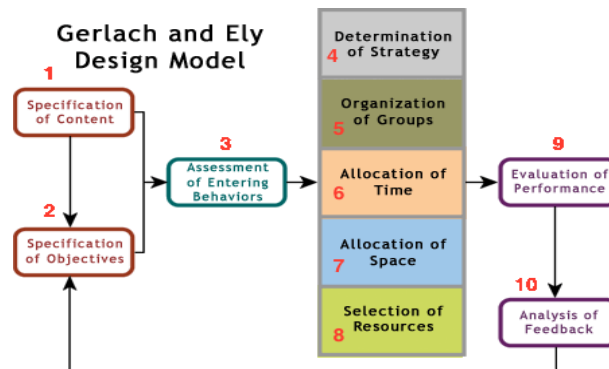 Gerlach and Ely
Design Model
1
Specification
of Content
2
Specification
of Objectives
3
Assessment
of Entering
Behaviors
Determination
4 of Strategy
Organization
5 of Groups
Allocation of
6 Time
Allocation of
7 Space
Selection of
8 Resources
9
Evaluation of
Performance
10
Analysis of
Feedback